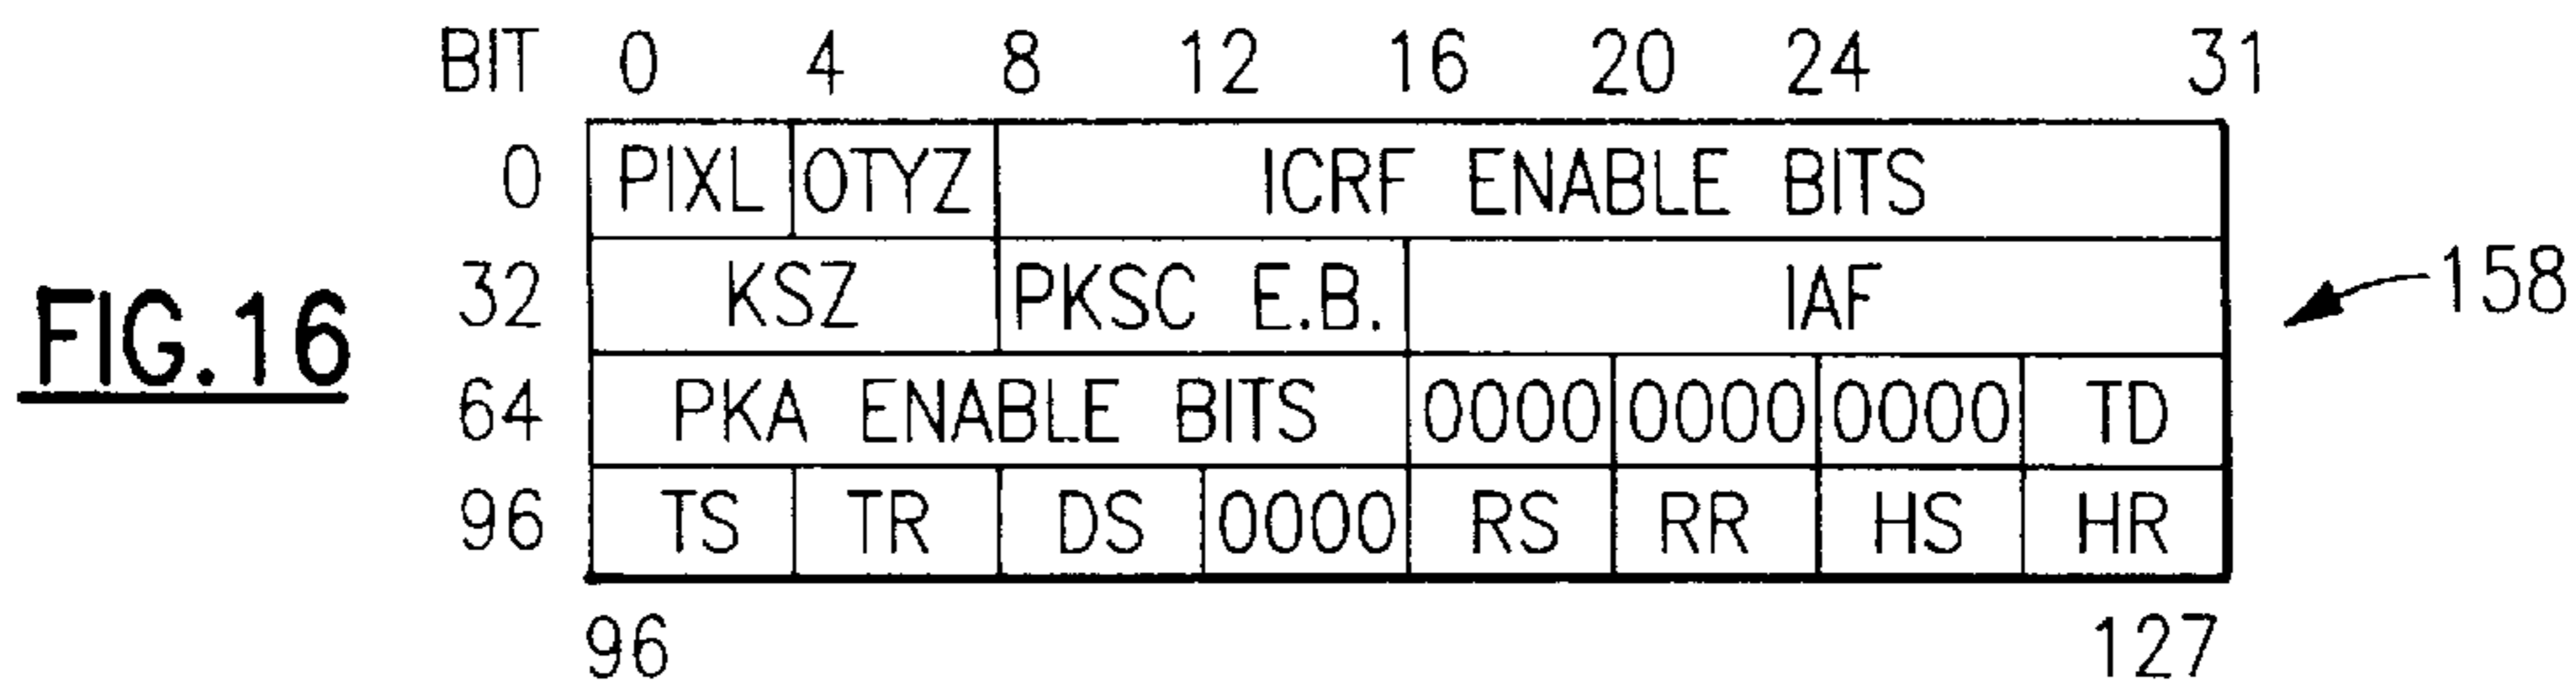 BIT 0 4 8 12 16 20 24 31
0 PIXL OTYZ ICRF ENABLE BITS
32 KSZ PKSC E.B. IAF
158
FIG.16
64 PKA ENABLE BITS 0000 0000 0000 TD
96 TS TR DS 0000 RS RR HS HR
96 127